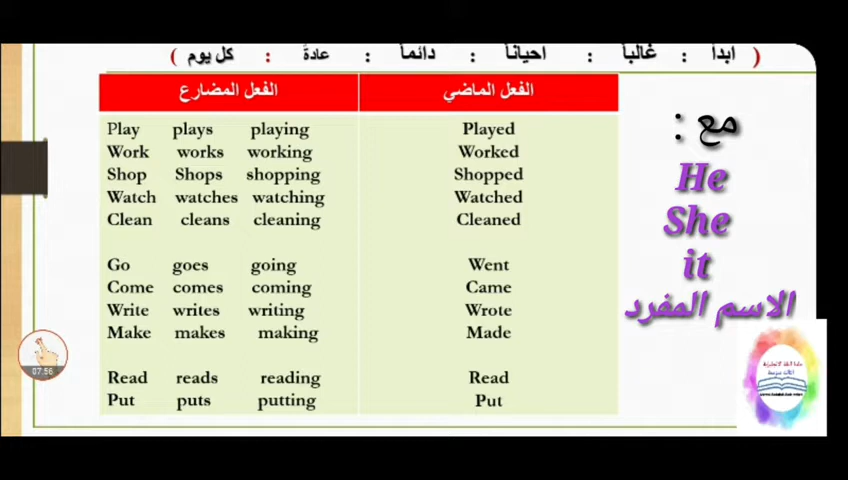 ( ابدأ : غالباً : احياناً : دائماً : عادةً : كل يوم )
الفعل الماضي الفعل المضارع
Play plays playing Played
Work works working Worked
Shop Shops shopping Shopped
Watch watches watching Watched
Clean cleans cleaning Cleaned
Go goes going Went
Come comes coming Came
Write writes writing Wrote
Make makes making Made
Read reads reading Read
Put puts putting Put
مع :
He
She
it
الاسم المفرد
07:56